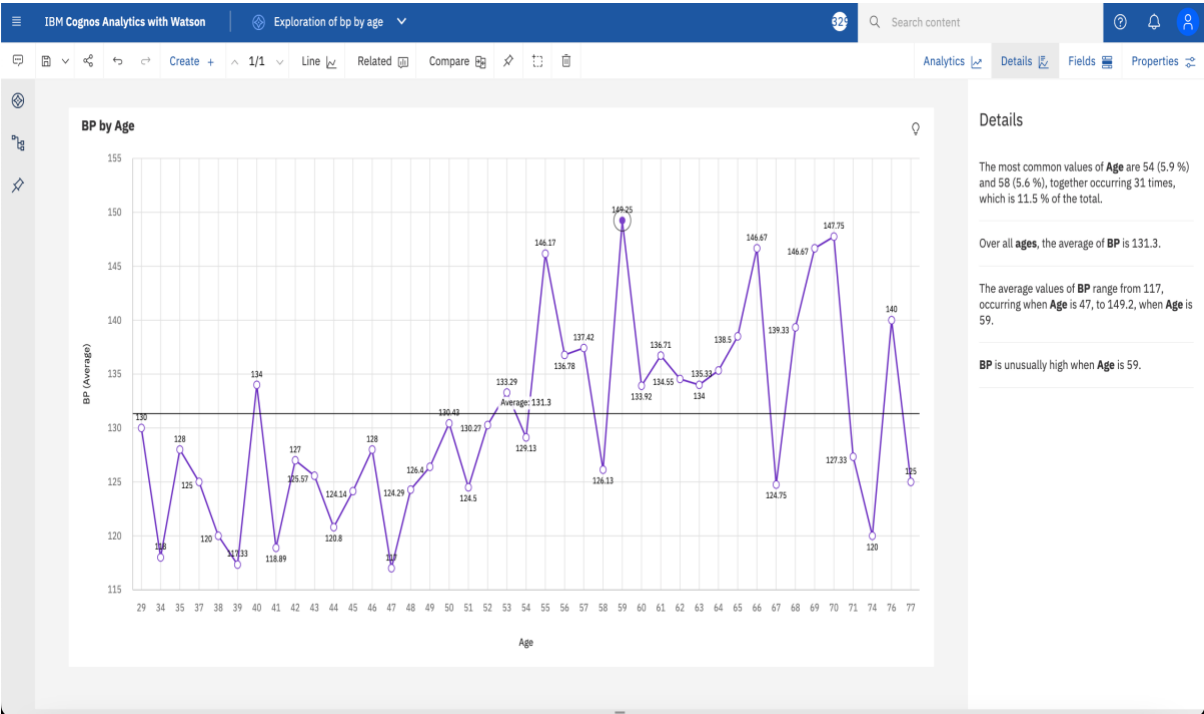 IBM Cognos Analytics with Watson
Exploration of bp by age
329
Search content
Create +
1/1
Line
Related
Compare
Analytics
Details
Fields
Properties
BP by Age
155
150
145
140
135
130
125
120
115
BP (Average)
130
118
128
125
120
117.33
134
118.89
127
125.57
120.8
124.14
128
117
124.29
126.4
130.43
124.5
130.27
133.29
Average: 131.3
129.13
146.17
136.78
137.42
126.13
149.25
133.92
136.71
134.55
134
135.33
138.5
146.67
124.75
139.33
146.67
147.75
127.33
120
140
125
29 34 35 37 38 39 40 41 42 43 44 45 46 47 48 49 50 51 52 53 54 55 56 57 58 59 60 61 62 63 64 65 66 67 68 69 70 71 74 76 77
Age
Details
The most common values of Age are 54 (5.9 %)
and 58 (5.6 %), together occurring 31 times,
which is 11.5 % of the total.
Over all ages, the average of BP is 131.3.
The average values of BP range from 117,
occurring when Age is 47, to 149.2, when Age is
59.
BP is unusually high when Age is 59.